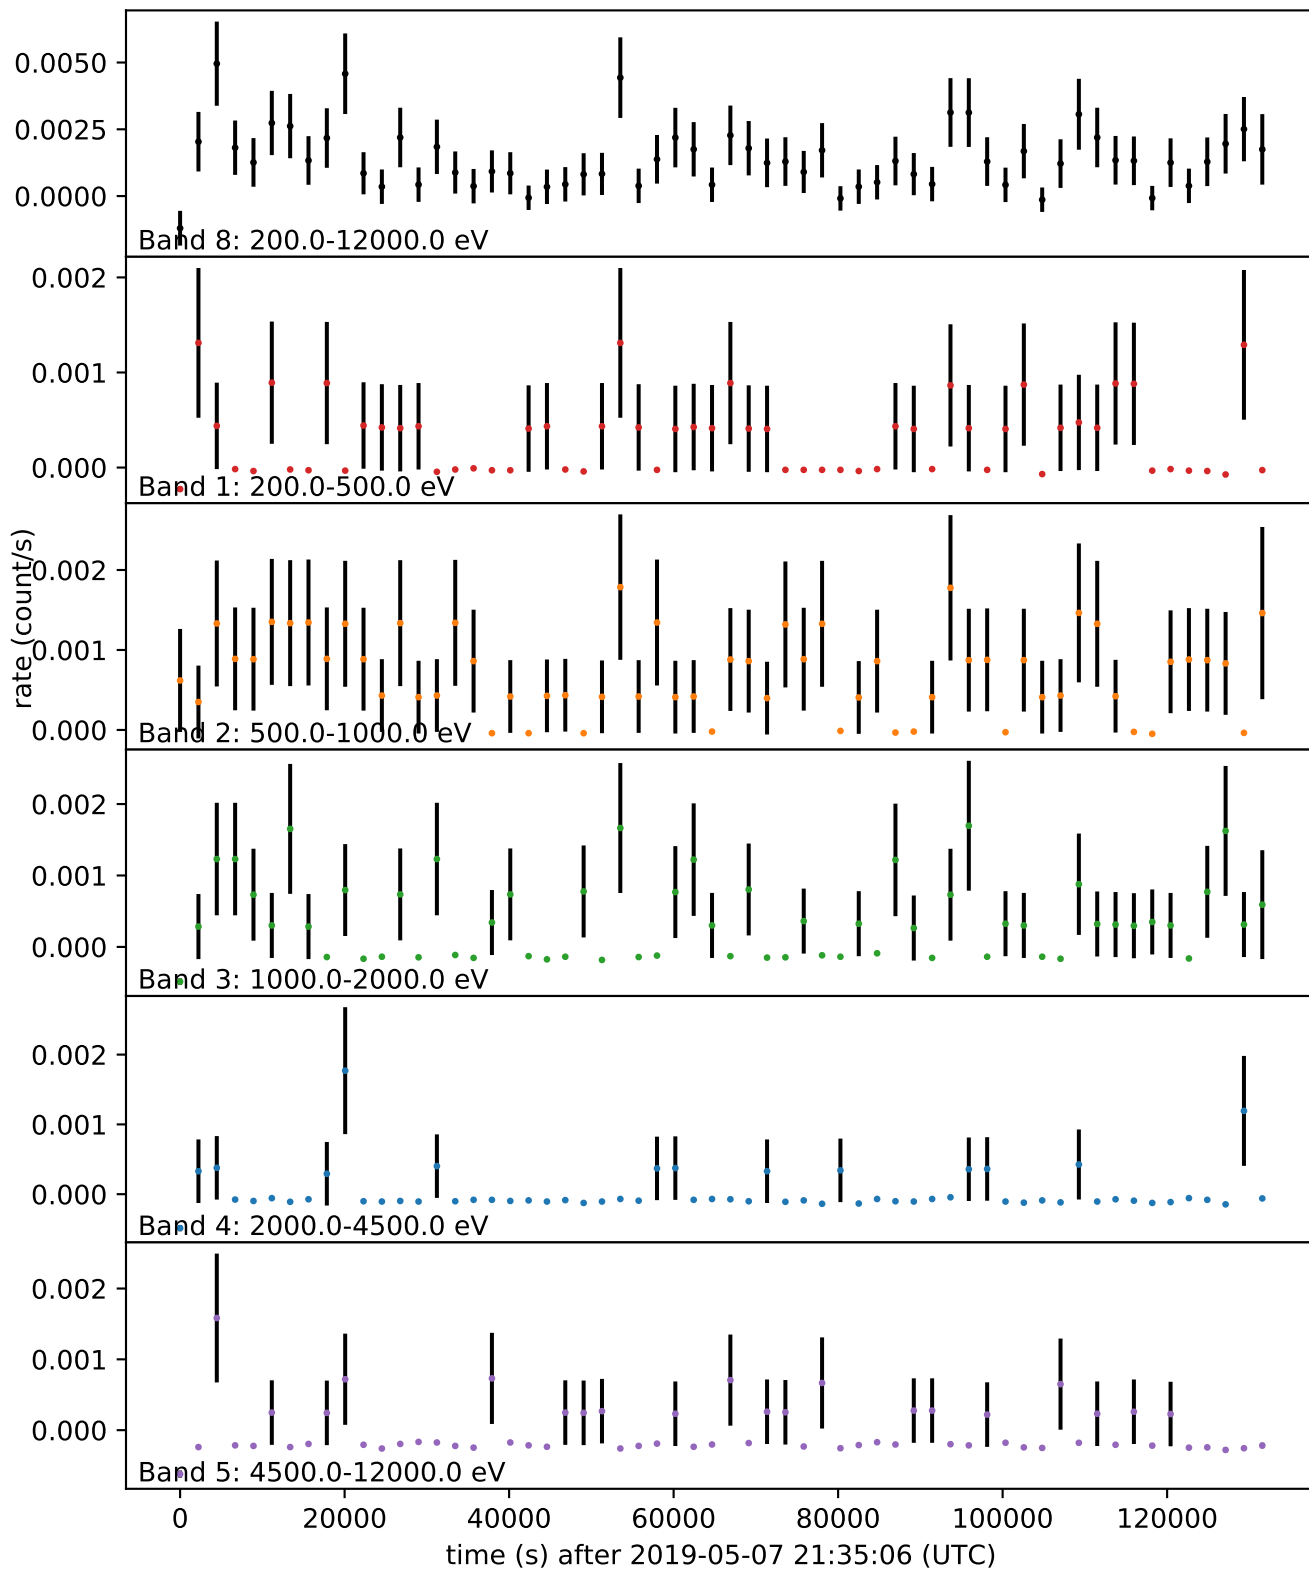 0.0050
0.0025
0.0000
Band 8: 200.0-12000.0 eV
0.002
0.001
0.000
Band 1: 200.0-500.0 eV
rate (count/s)
0.002
0.001
0.000
Band 2: 500.0-1000.0 eV
0.002
0.001
0.000
Band 3: 1000.0-2000.0 eV
0.002
0.001
0.000
Band 4: 2000.0-4500.0 eV
0.002
0.001
0.000
Band 5: 4500.0-12000.0 eV
0 20000 40000 60000 80000 100000 120000
time (s) after 2019-05-07 21:35:06 (UTC)